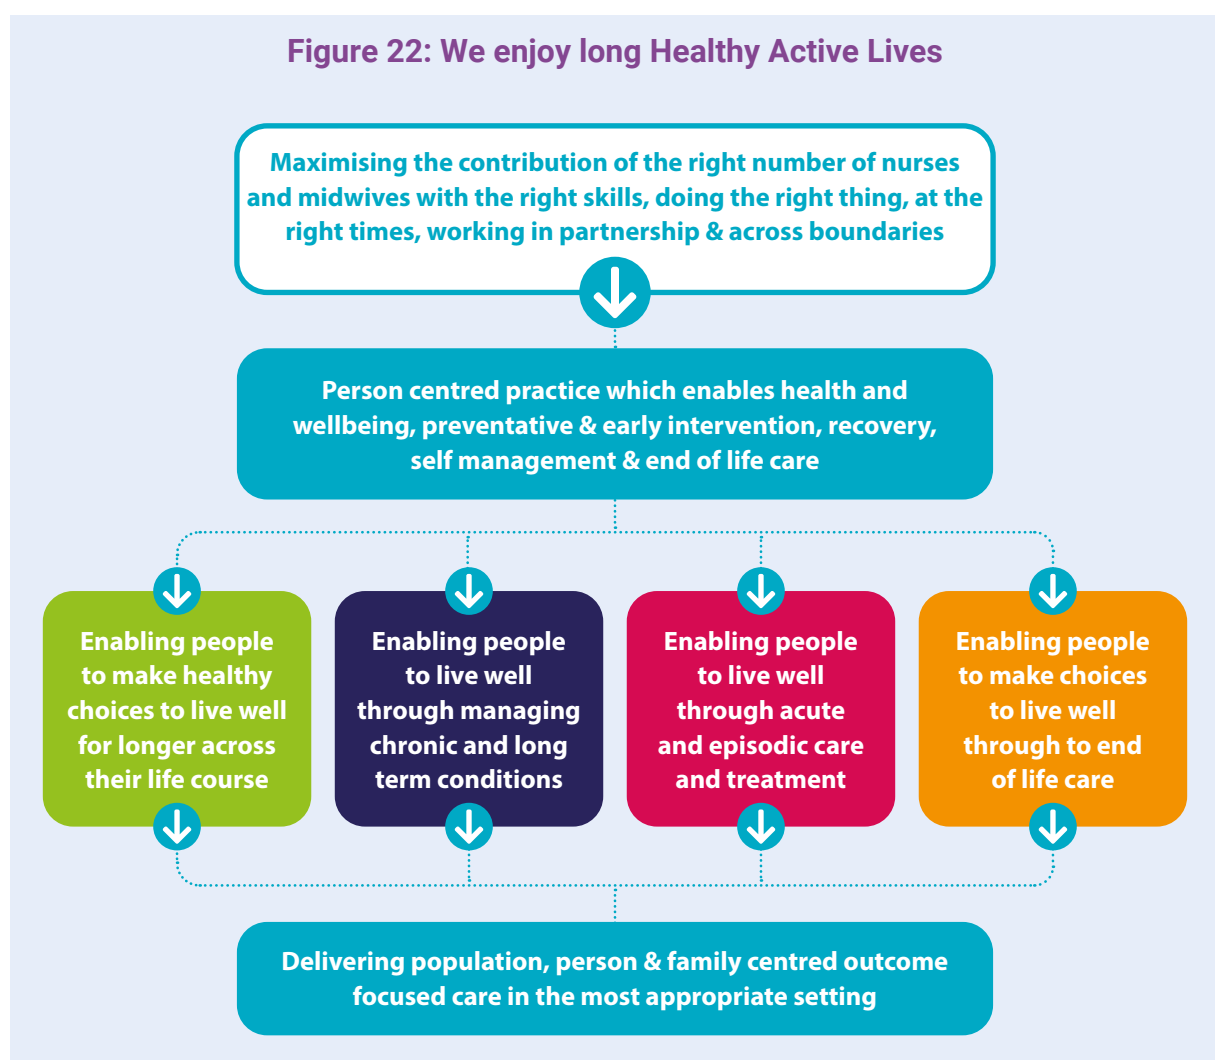 Figure 22: We enjoy long Healthy Active Lives
Maximising the contribution of the right number of nurses
and midwives with the right skills, doing the right thing, at the
right times, working in partnership & across boundaries
Person centred practice which enables health and
wellbeing, preventative & early intervention, recovery,
self management & end of life care
Enabling people
to make healthy
choices to live well
for longer across
their life course
Enabling people
to live well
through managing
chronic and long
term conditions
Enabling people
to live well
through acute
and episodic care
and treatment
Enabling people
to make choices
to live well
through to end
of life care
Delivering population, person & family centred outcome
focused care in the most appropriate setting